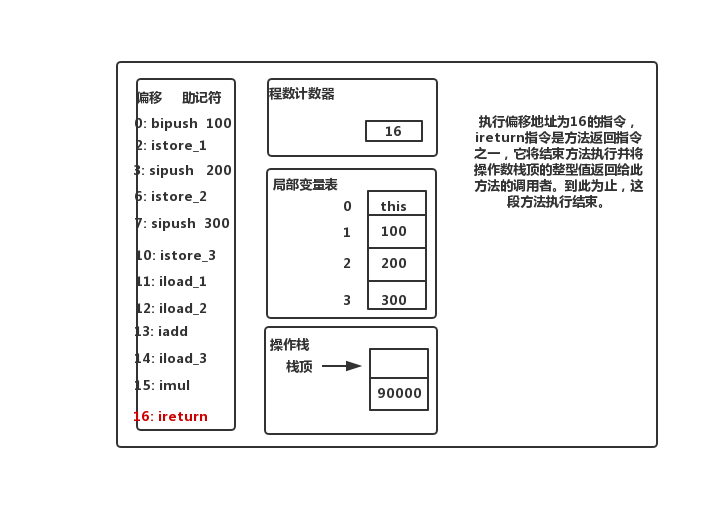 偏移 助记符
0: bipush 100
2: istore_1
3: sipush 200
6: istore_2
7: sipush 300
10: istore_3
11: iload_1
12: iload_2
13: iadd
14: iload_3
15: imul
16: ireturn
程数计数器
16
局部变量表
0 this
1 100
2 200
3 300
操作栈
栈顶
90000
执行偏移地址为16的指令，
ireturn指令是方法返回指令
之一，它将结束方法执行并将
操作数栈顶的整型值返回给此
方法的调用者。到此为止，这
段方法执行结束。